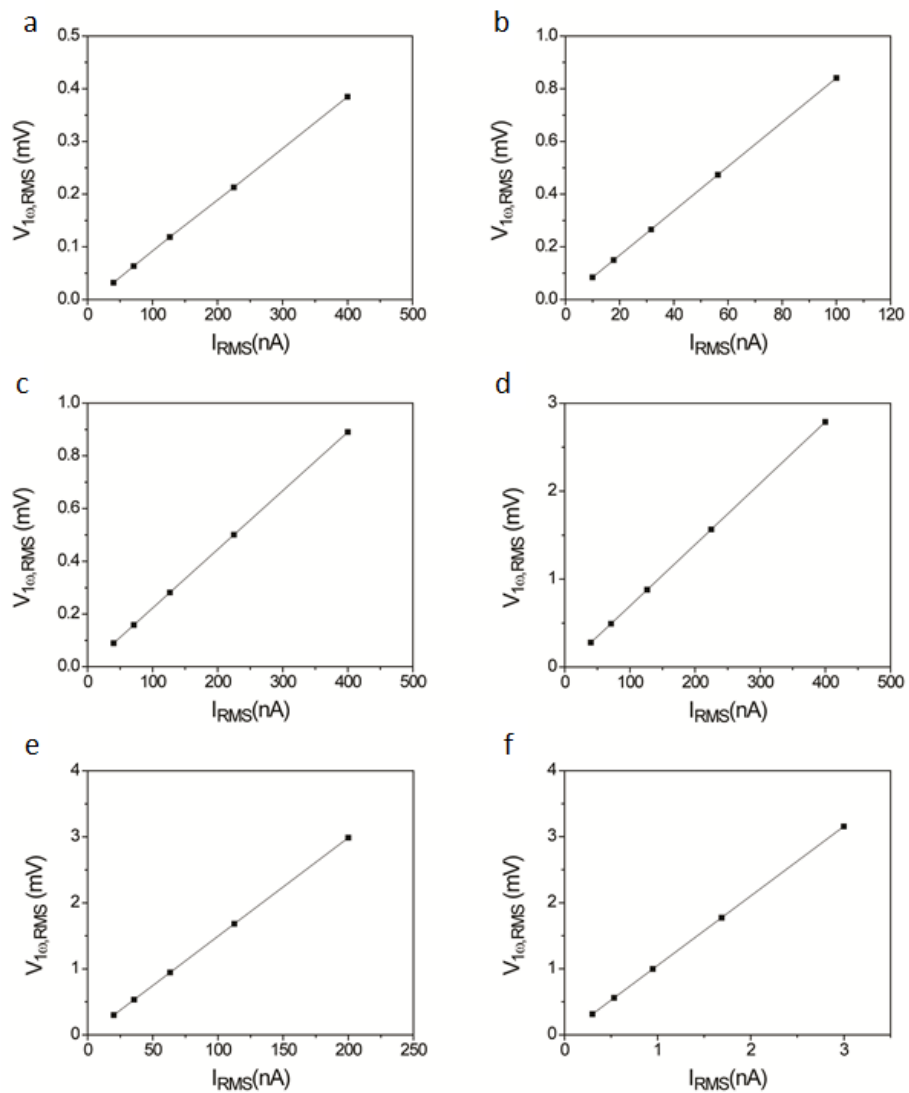 a
0.5
0.4
0.3
0.2
0.1
0.0
V1ω,RMS (mV)
0 100 200 300 400 500
IRMS(nA)
b
1.0
0.8
0.6
0.4
0.2
0.0
V1ω,RMS (mV)
0 20 40 60 80 100 120
IRMS(nA)
c
1.0
0.8
0.6
0.4
0.2
0.0
V1ω,RMS (mV)
0 100 200 300 400 500
IRMS(nA)
d
3
2
1
0
V1ω,RMS (mV)
0 100 200 300 400 500
IRMS(nA)
e
4
3
2
1
0
V1ω,RMS (mV)
0 50 100 150 200 250
IRMS(nA)
f
4
3
2
1
0
V1ω,RMS (mV)
0 1 2 3
IRMS(nA)